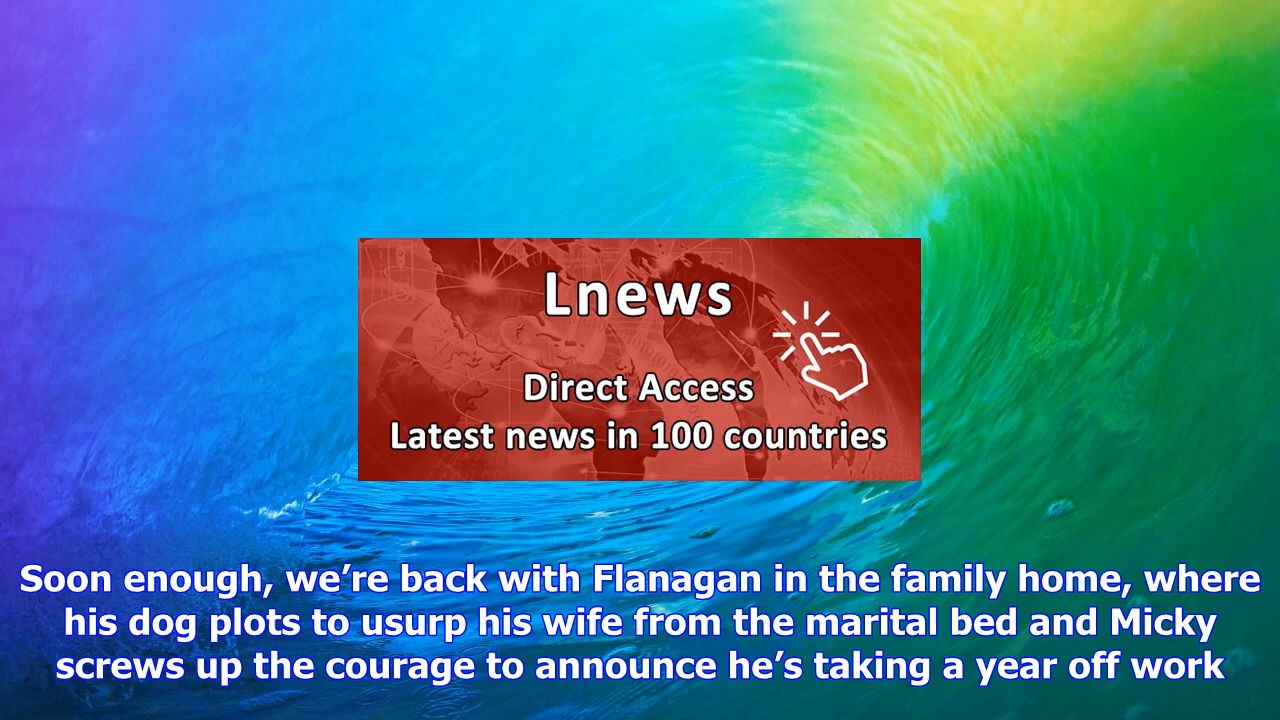 Lnews
Direct Access
Latest news in 100 countries
Soon enough, we’re back with Flanagan in the family home, where
his dog plots to usurp his wife from the marital bed and Micky
screws up the courage to announce he’s taking a year off work